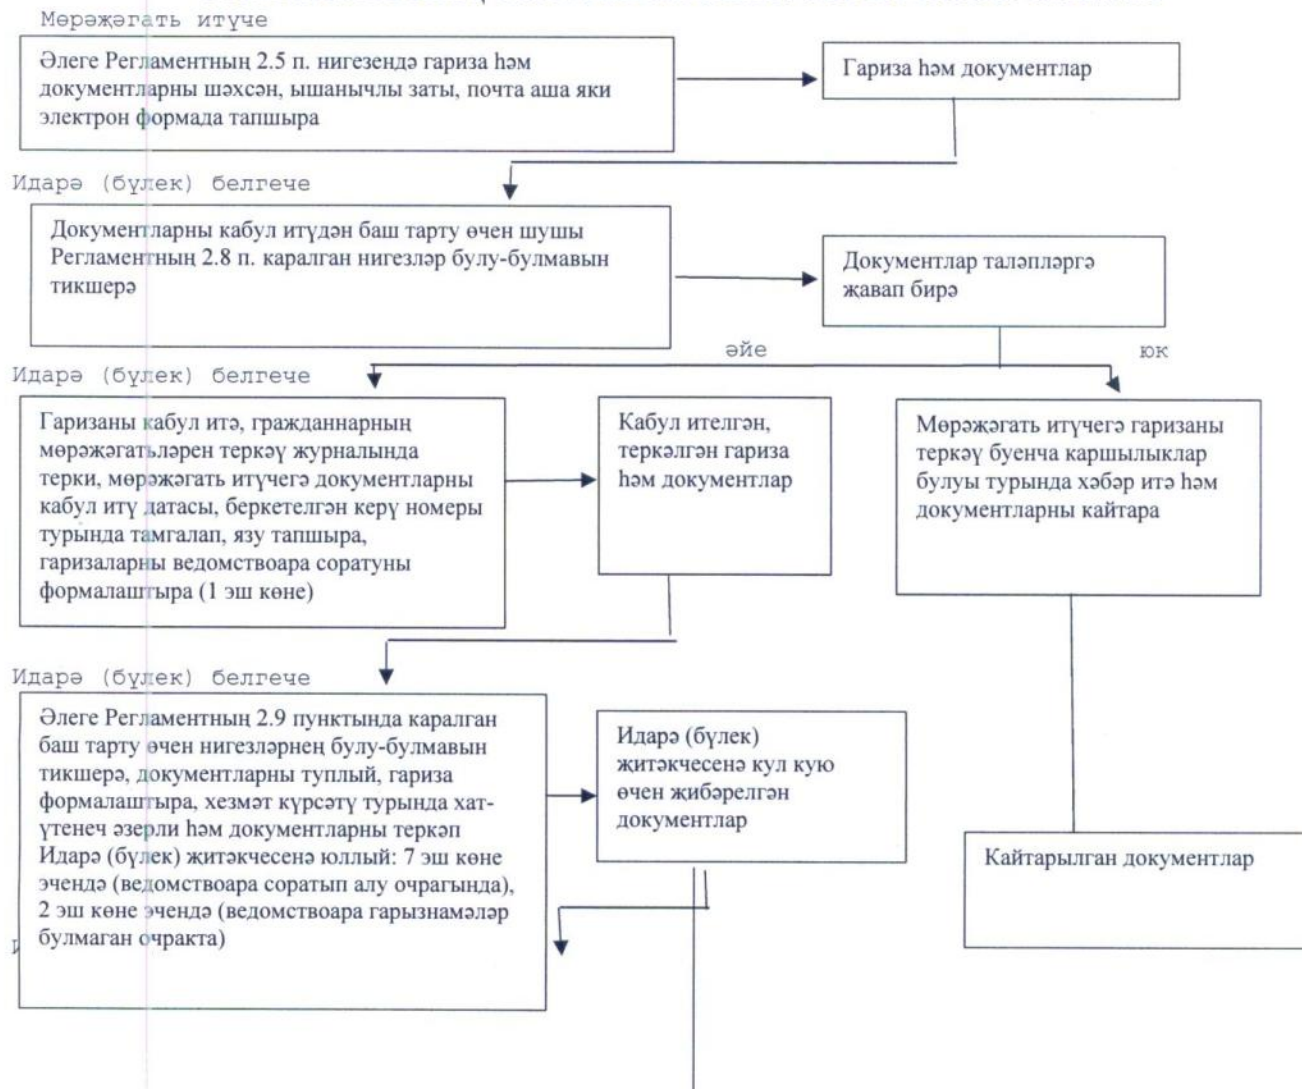 Мөрәҗәгать итүче
Әлеге Регламентның 2.5 п. нигезендә гариза һәм
документларны шәхсән, ышанычлы заты, почта аша яки
электрон формада тапшыра
Гариза һәм документлар
Идарә (бүлек) белгече
Документларны кабул итүдән баш тарту өчен шушы
Регламентның 2.8 п. каралган нигезләр булу-булмавын
тикшерә
Документлар таләпләргә
җавап бирә
әйе
юк
Идарә (бүлек) белгече
Гаризаны кабул итә, гражданнарның
мөрәҗәгатьләрен теркәү журналында
терки, мөрәҗәгать итүчегә документларны
кабул итү датасы, беркетелгән керү номеры
турында тамгалап, язу тапшыра,
гаризаларны ведомствоара соратуны
формалаштыра (1 эш көне)
Кабул ителгән,
теркәлгән гариза
һәм документлар
Мөрәҗәгать итүчегә гаризаны
теркәү буенча каршылыклар
булуы турында хәбәр итә һәм
документларны кайтара
Идарә (бүлек) белгече
Әлеге Регламентның 2.9 пунктында каралган
баш тарту өчен нигезләрнең булу-булмавын
тикшерә, документларны туплый, гариза
формалаштыра, хезмәт күрсәтү турында хат-
үтенеч әзерли һәм документларны теркәп
Идарә (бүлек) җитәкчесенә юллый: 7 эш көне
эчендә (ведомствоара соратып алу очрагында),
2 эш көне эчендә (ведомствоара гарызнамәләр
булмаган очракта)
Идарә (бүлек)
җитәкчесенә кул кую
өчен җибәрелгән
документлар
Кайтарылган документлар